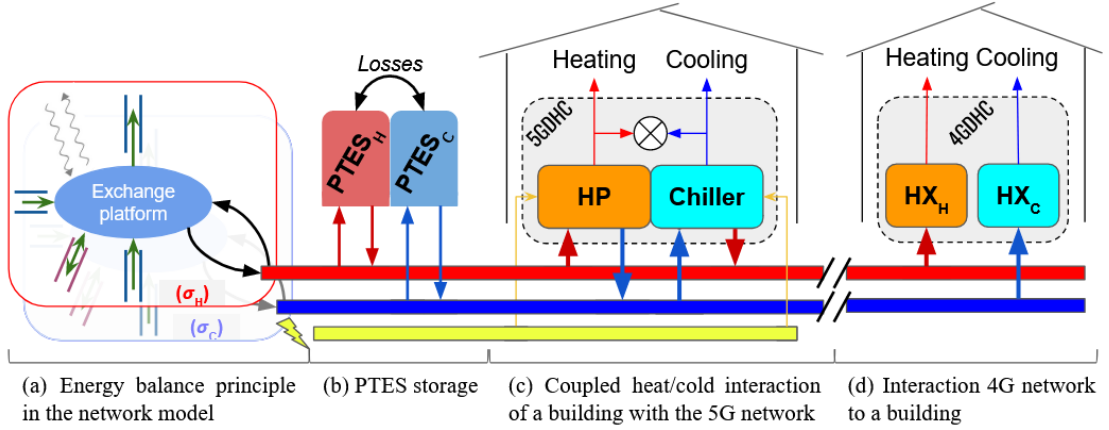 Exchange
platform
(σH)
(σC)
Losses
PTESH
PTESC
Heating Cooling
5GDHC
HP
Chiller
Heating Cooling
4GDHC
HXH
HXC
(a) Energy balance principle
in the network model
(b) PTES storage
(c) Coupled heat/cold interaction
of a building with the 5G network
(d) Interaction 4G network
to a building